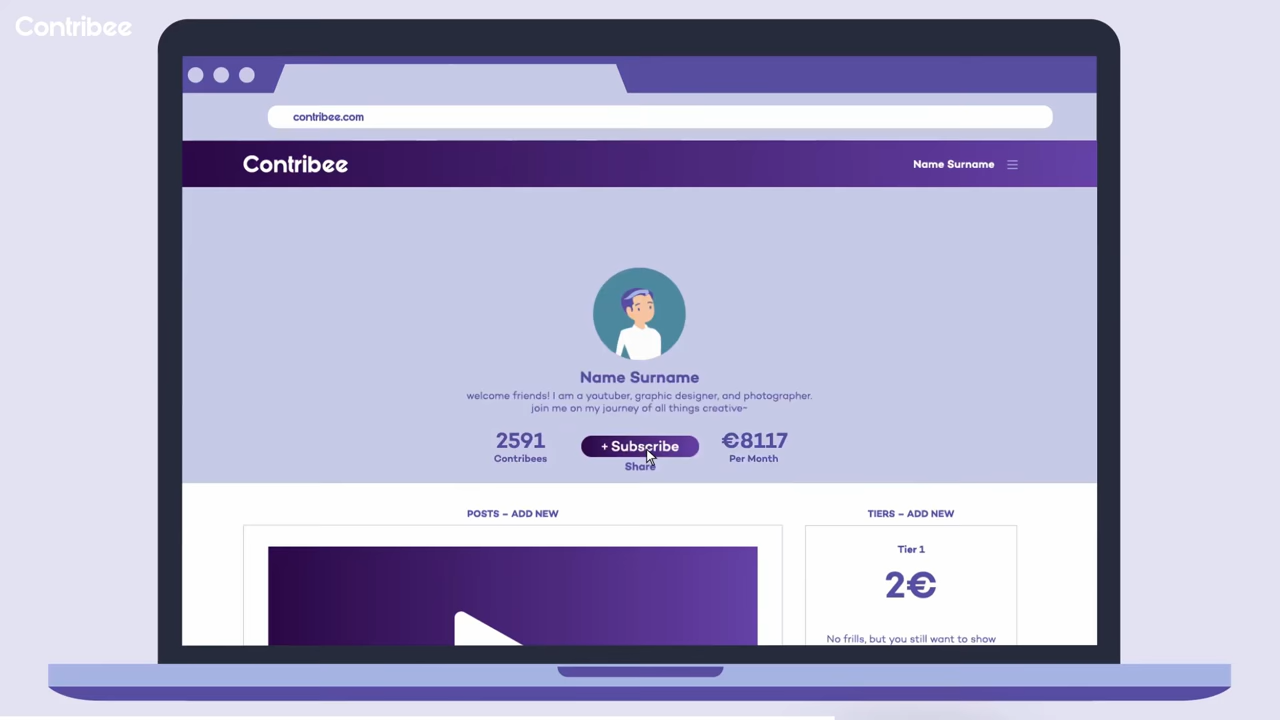 Contribee
contribee.com
Contribee
Name Surname
Name Surname
welcome friends! I am a youtuber, graphic designer, and photographer.
join me on my journey of all things creative~
2591
Contribees
+ Subscribe
Share
€8117
Per Month
POSTS – ADD NEW
TIERS – ADD NEW
Tier 1
2€
No frills, but you still want to show